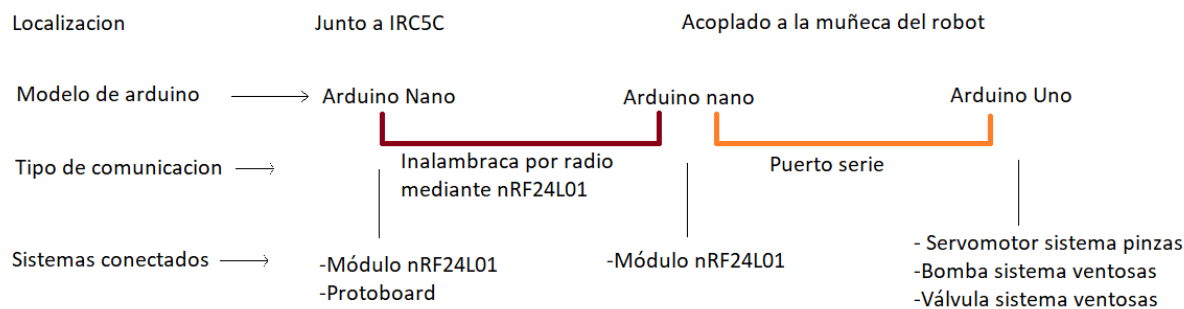 Localizacion Junto a IRC5C Acoplado a la muñeca del robot
Modelo de arduino Arduino Nano Arduino nano Arduino Uno
Tipo de comunicacion Inalambraca por radio Puerto serie
mediante nRF24L01
Sistemas conectados -Módulo nRF24L01 -Módulo nRF24L01 - Servomotor sistema pinzas
-Protoboard -Bomba sistema ventosas
-Válvula sistema ventosas